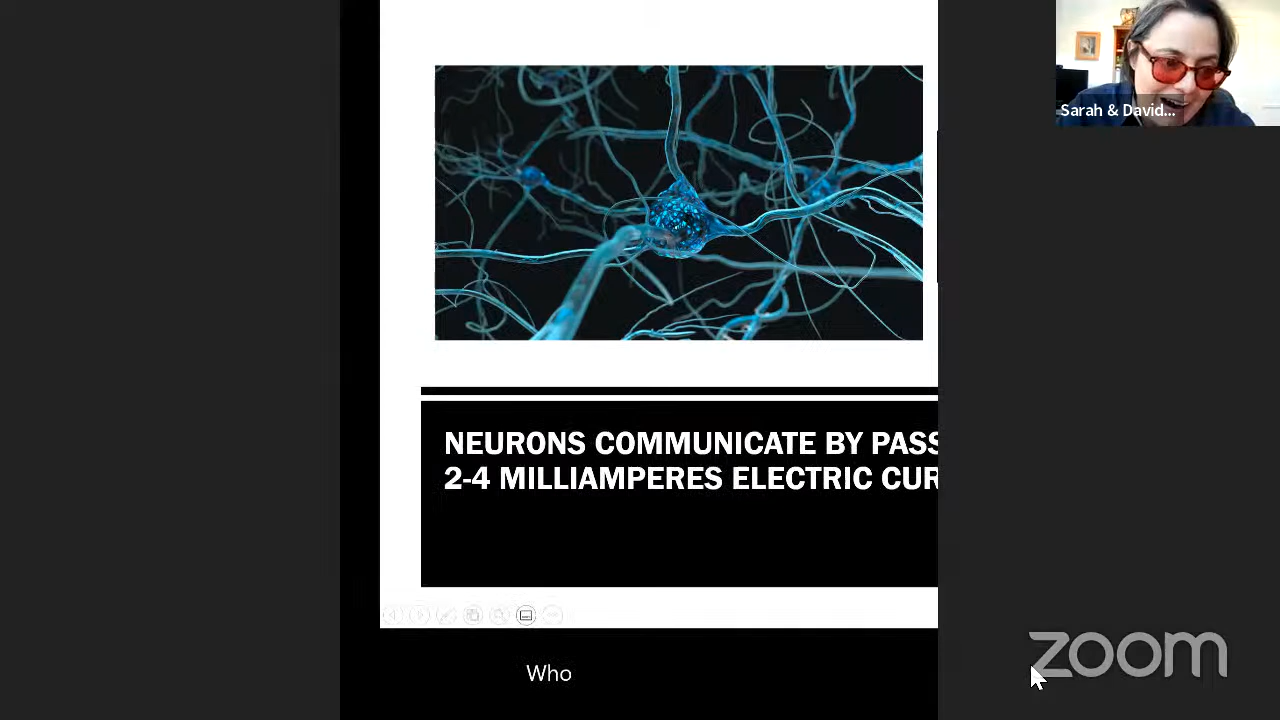 Sarah & David...
NEURONS COMMUNICATE BY PASS
2-4 MILLIAMPERES ELECTRIC CUR
Who
zoom